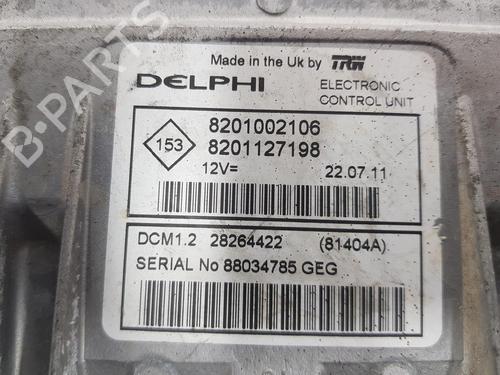 Made in the Uk by TRW
DELPHI
ELECTRONIC
CONTROL UNIT
153
8201002106
8201127198
12V=
22.07.11
DCM1.2 28264422 (81404A)
SERIAL No 88034785 GEG